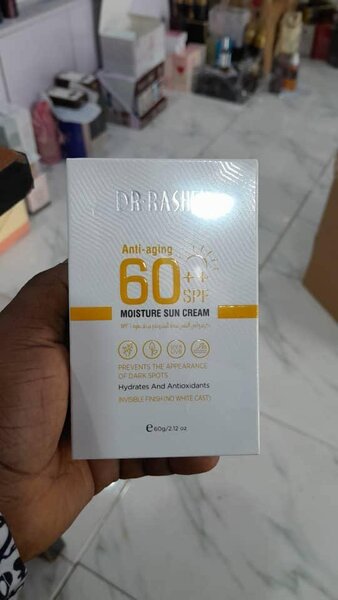 DR·RASHEL
Anti-aging
60++
SPF
MOISTURE SUN CREAM
PREVENTS THE APPEARANCE
OF DARK SPOTS
Hydrates And Antioxidants
INVISIBLE FINISH (NO WHITE CAST)
e 60g/2.12 oz